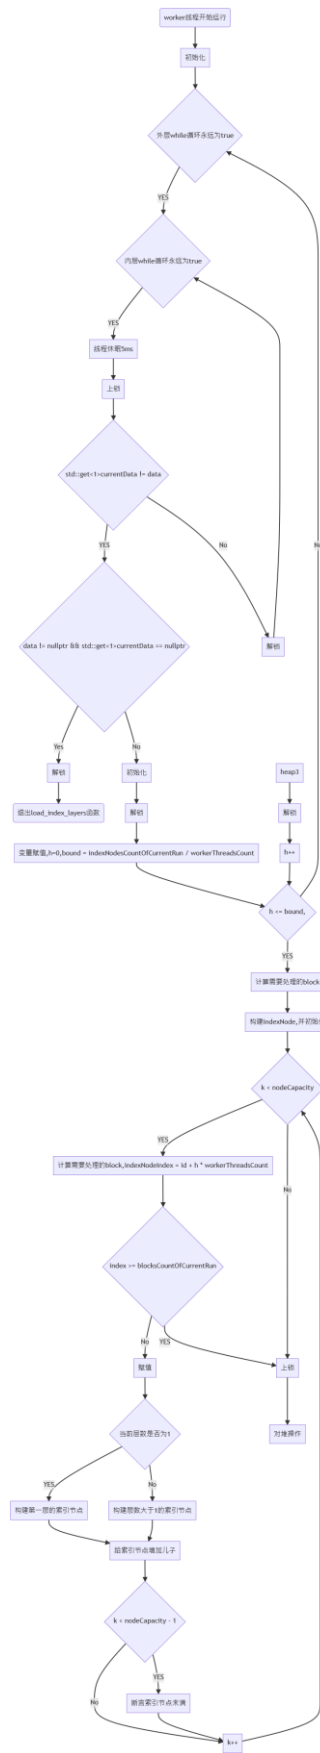 worker线程开始运行
初始化
外层while循环永远为true
YES
内层while循环永远为true
YES
线程休眠5ms
上锁
std::get<1>currentData != data
YES
No
data != nullptr && std::get<1>currentData == nullptr
解锁
Yes
No
解锁
初始化
heap3
退出load_index_layers函数
解锁
解锁
变量赋值,h=0,bound = indexNodesCountOfCurrentRun / workerThreadsCount
h++
h <= bound,
YES
计算需要处理的block
构建indexNode,并初始
k < nodeCapacity
YES
No
计算需要处理的block,indexNodeIndex = id + h * workerThreadsCount
index >= blocksCountOfCurrentRun
No
YES
赋值
上锁
当前层数是否为1
对堆操作
YES
No
构建第一层的索引节点
构建层数大于1的索引节点
给索引节点增加儿子
k < nodeCapacity - 1
YES
No
断言索引节点未满
k++